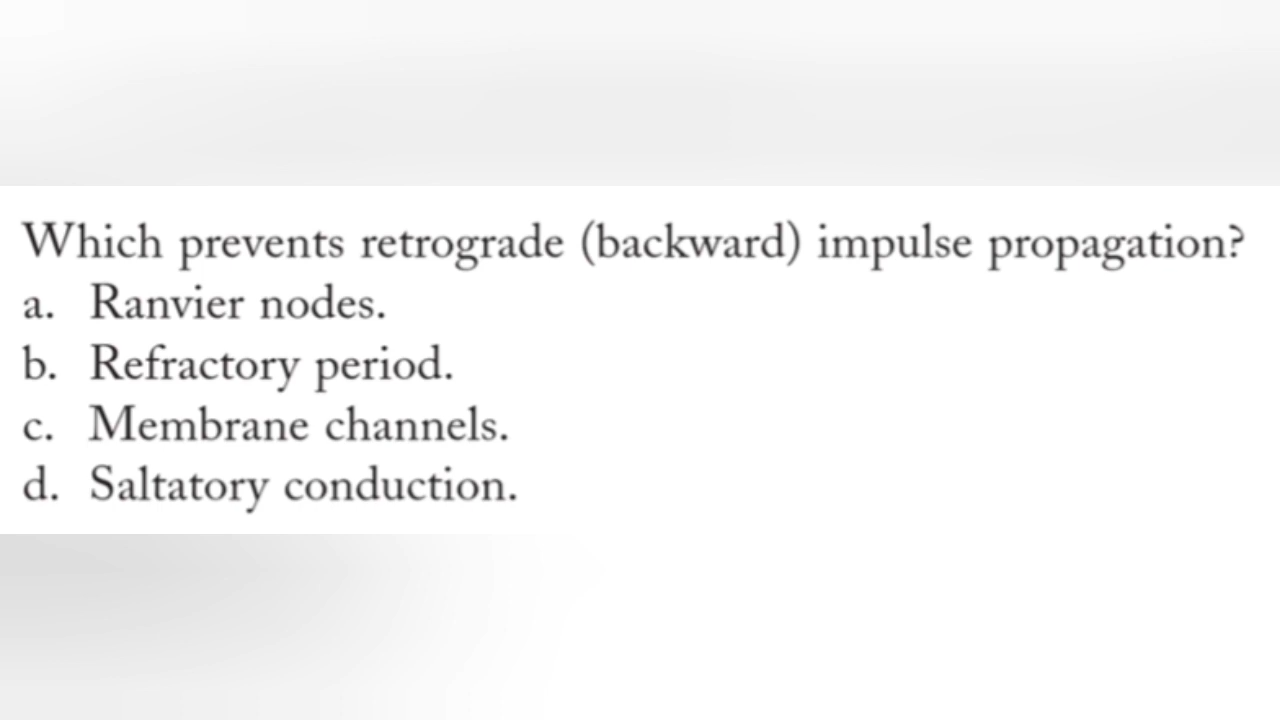 Which prevents retrograde (backward) impulse propagation?
a. Ranvier nodes.
b. Refractory period.
c. Membrane channels.
d. Saltatory conduction.